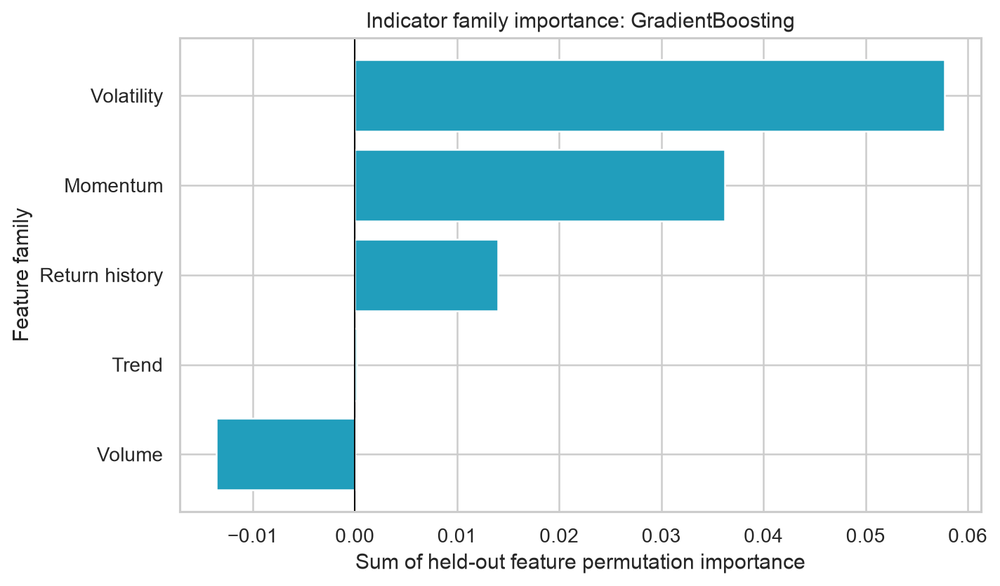 Indicator family importance: GradientBoosting
Feature family
Volatility
Momentum
Return history
Trend
Volume
−0.01
0.00
0.01
0.02
0.03
0.04
0.05
0.06
Sum of held-out feature permutation importance